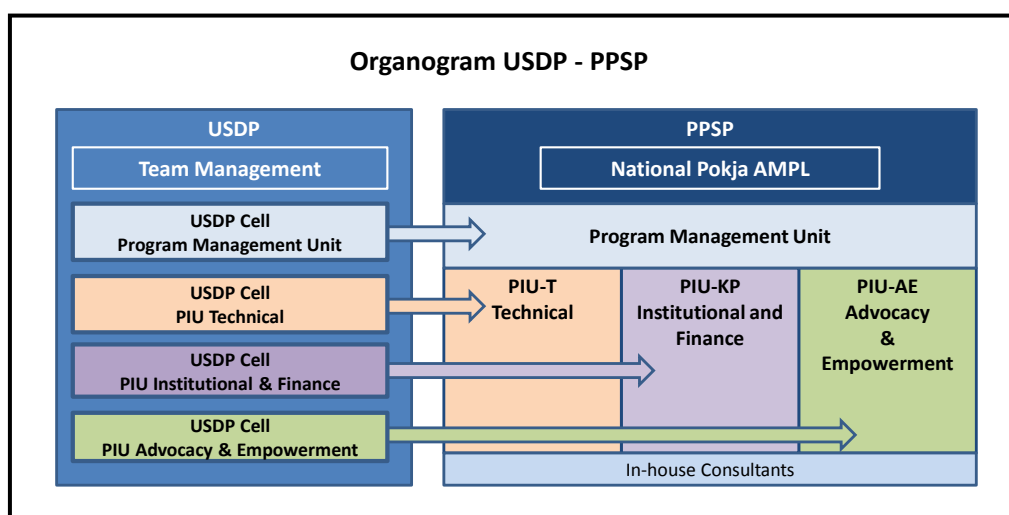 Organogram USDP - PPSP
USDP
Team Management
USDP Cell
Program Management Unit
USDP Cell
PIU Technical
USDP Cell
PIU Institutional & Finance
USDP Cell
PIU Advocacy & Empowerment
PPSP
National Pokja AMPL
Program Management Unit
PIU-T
Technical
PIU-KP
Institutional and
Finance
PIU-AE
Advocacy
&
Empowerment
In-house Consultants